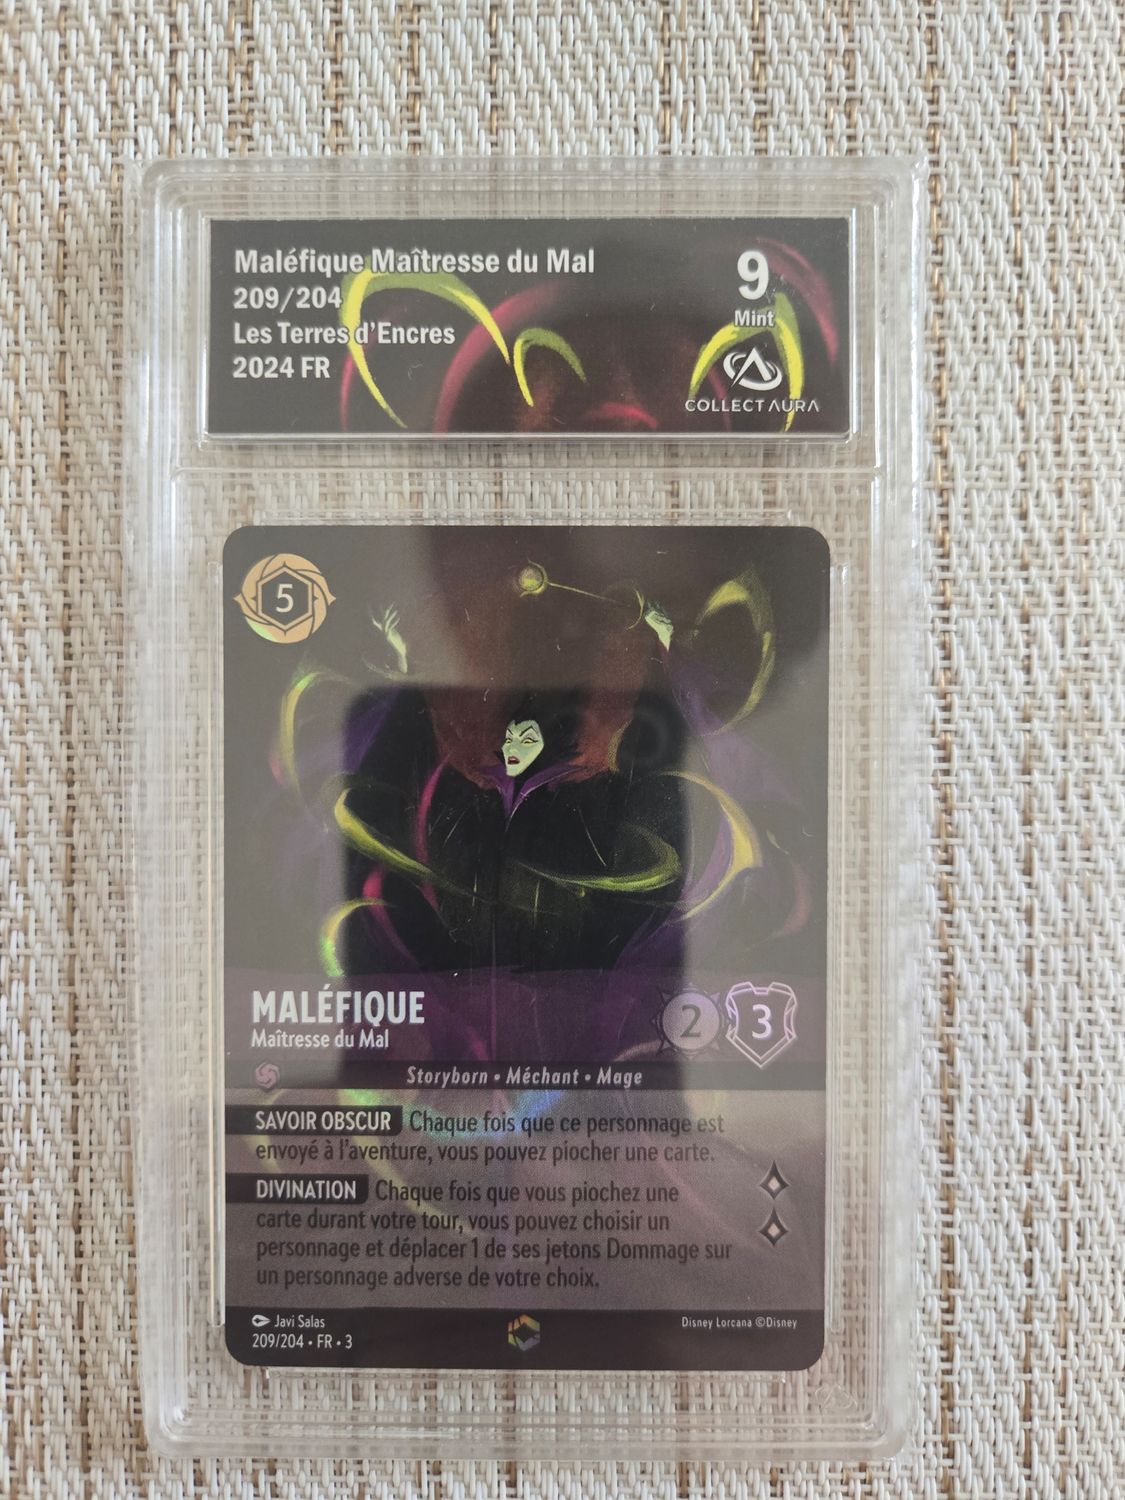 Maléfique Maîtresse du Mal
209/204
Les Terres d'Encres
2024 FR
9
Mint
COLLECT AURA
5
MALÉFIQUE
Maîtresse du Mal
2
3
Storyborn • Méchant • Mage
SAVOIR OBSCUR Chaque fois que ce personnage est
envoyé à l'aventure, vous pouvez piocher une carte.
DIVINATION Chaque fois que vous piochez une
carte durant votre tour, vous pouvez choisir un
personnage et déplacer 1 de ses jetons Dommage sur
un personnage adverse de votre choix.
Javi Salas
209/204 • FR • 3
Disney Lorcana ©Disney